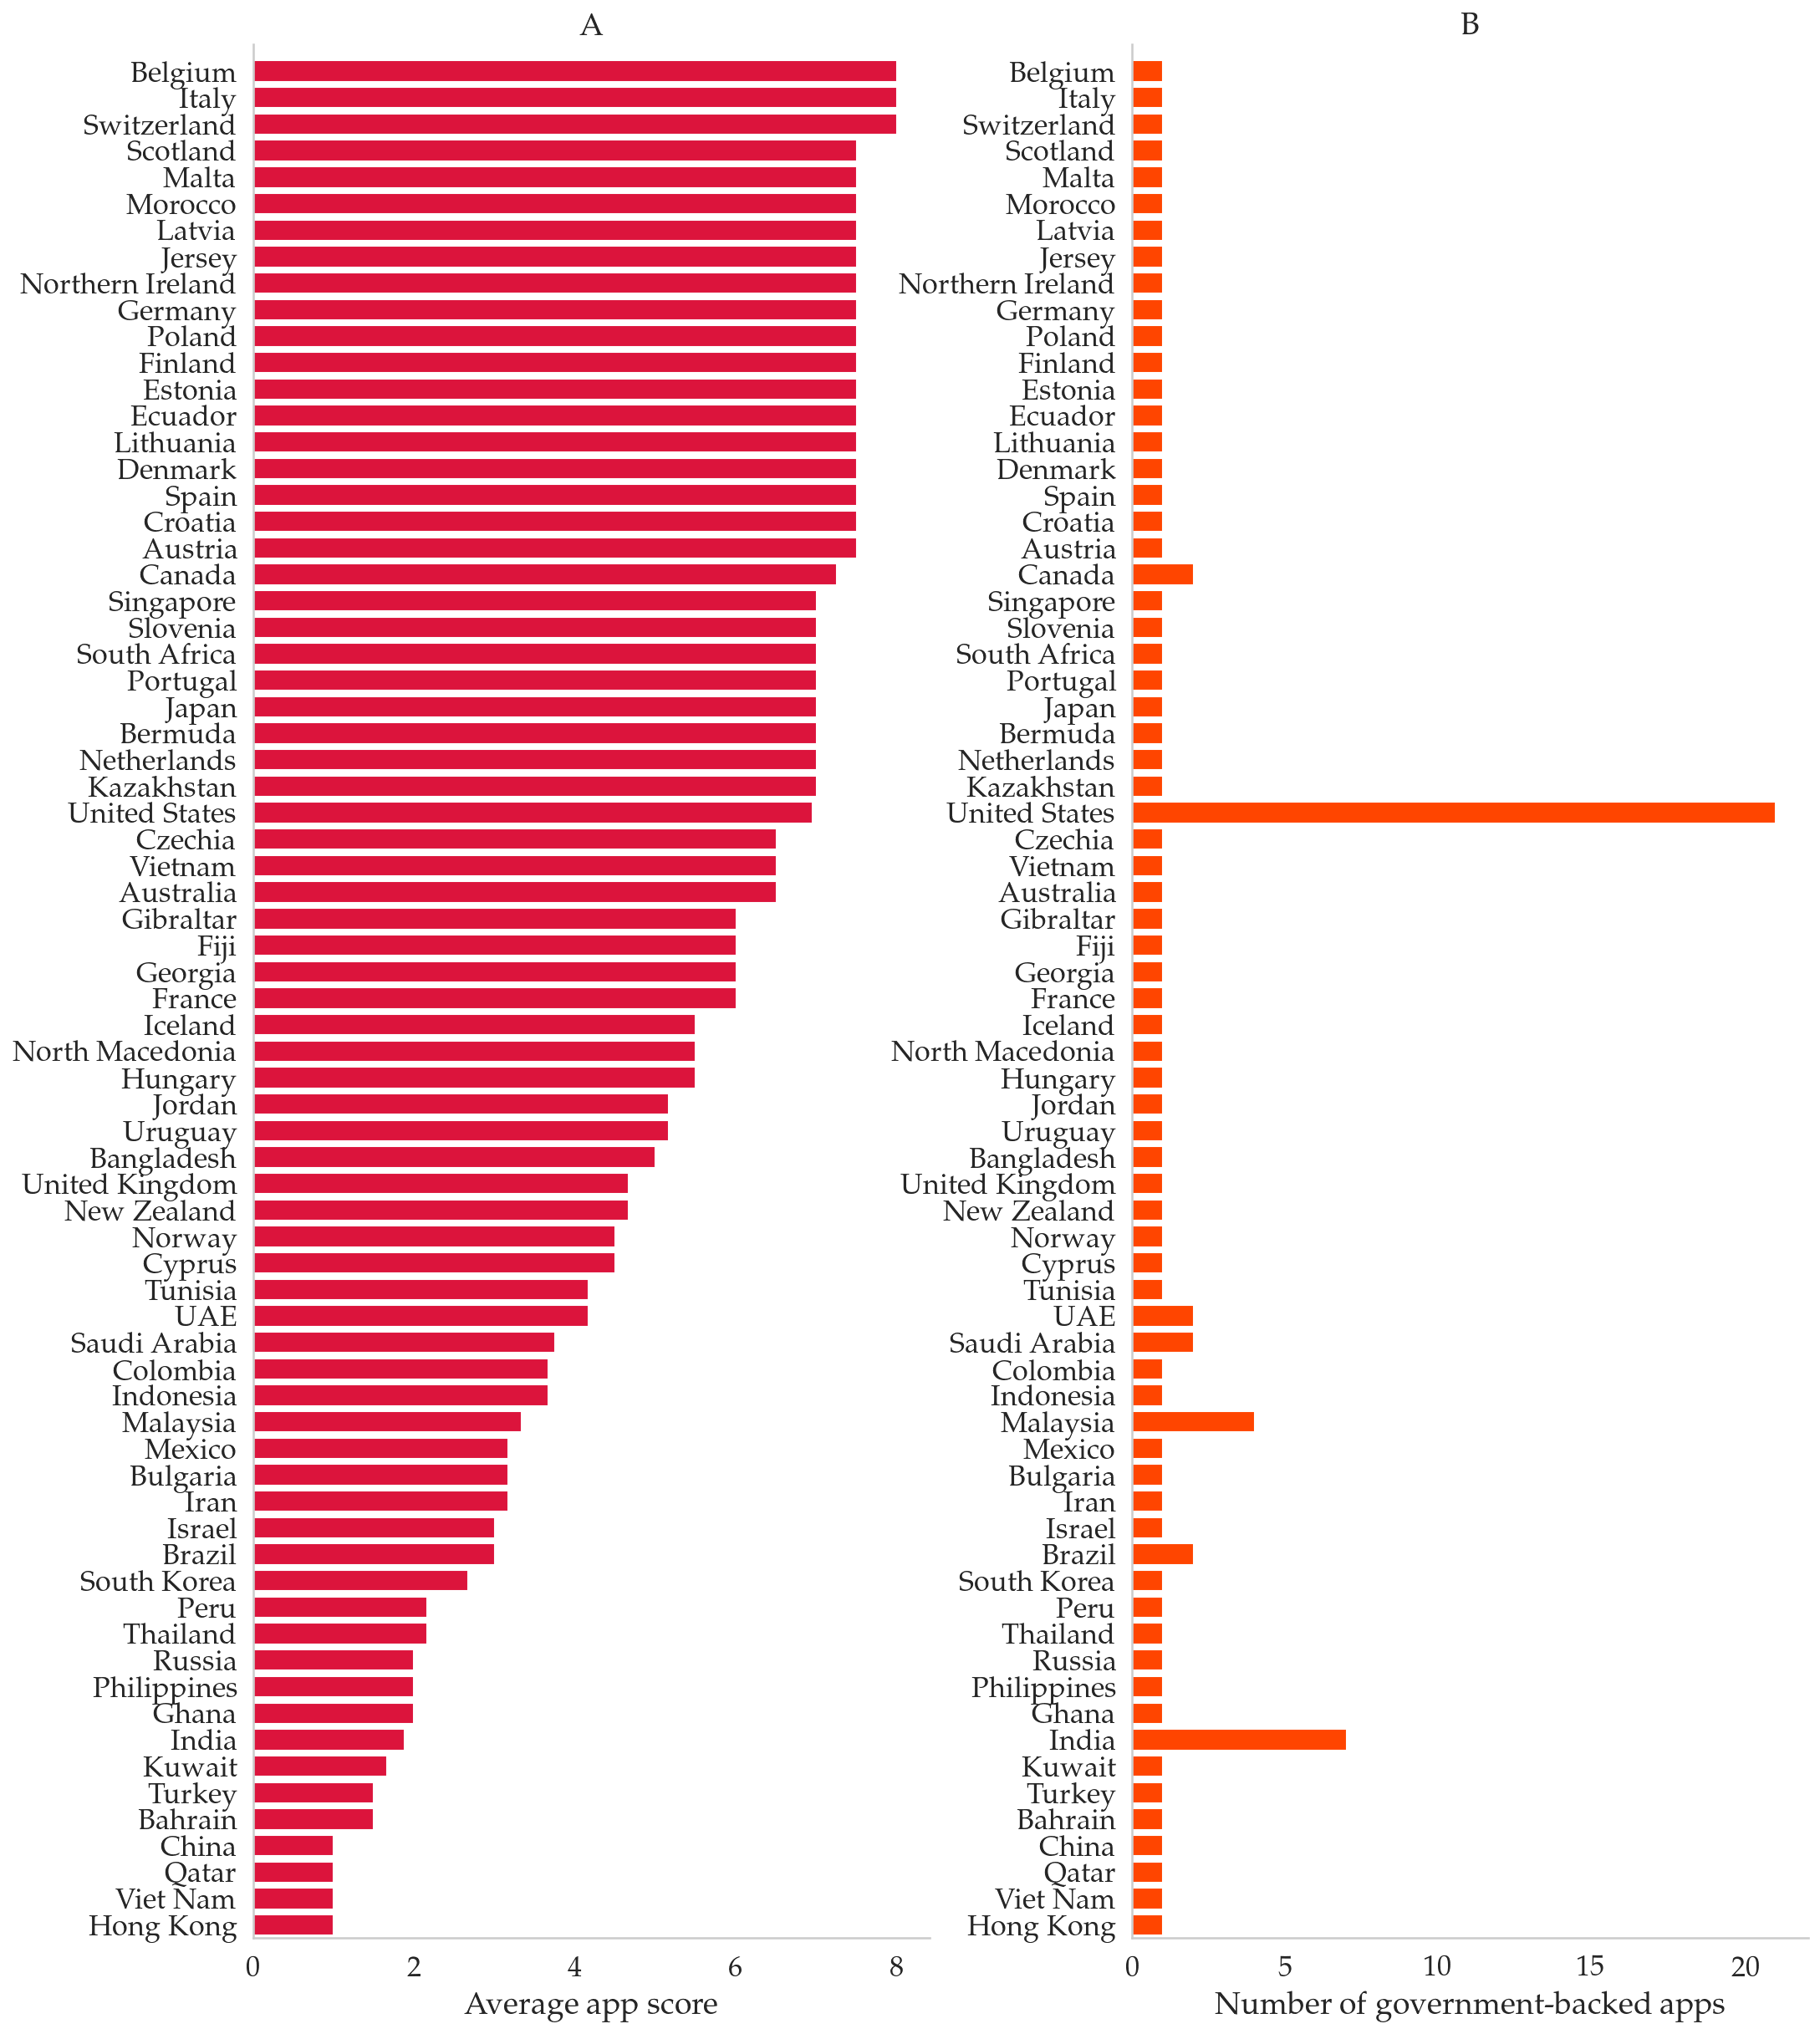 A
Belgium
Italy
Switzerland
Scotland
Malta
Morocco
Latvia
Jersey
Northern Ireland
Germany
Poland
Finland
Estonia
Ecuador
Lithuania
Denmark
Spain
Croatia
Austria
Canada
Singapore
Slovenia
South Africa
Portugal
Japan
Bermuda
Netherlands
Kazakhstan
United States
Czechia
Vietnam
Australia
Gibraltar
Fiji
Georgia
France
Iceland
North Macedonia
Hungary
Jordan
Uruguay
Bangladesh
United Kingdom
New Zealand
Norway
Cyprus
Tunisia
UAE
Saudi Arabia
Colombia
Indonesia
Malaysia
Mexico
Bulgaria
Iran
Israel
Brazil
South Korea
Peru
Thailand
Russia
Philippines
Ghana
India
Kuwait
Turkey
Bahrain
China
Qatar
Viet Nam
Hong Kong
0 2 4 6 8
Average app score
B
Belgium
Italy
Switzerland
Scotland
Malta
Morocco
Latvia
Jersey
Northern Ireland
Germany
Poland
Finland
Estonia
Ecuador
Lithuania
Denmark
Spain
Croatia
Austria
Canada
Singapore
Slovenia
South Africa
Portugal
Japan
Bermuda
Netherlands
Kazakhstan
United States
Czechia
Vietnam
Australia
Gibraltar
Fiji
Georgia
France
Iceland
North Macedonia
Hungary
Jordan
Uruguay
Bangladesh
United Kingdom
New Zealand
Norway
Cyprus
Tunisia
UAE
Saudi Arabia
Colombia
Indonesia
Malaysia
Mexico
Bulgaria
Iran
Israel
Brazil
South Korea
Peru
Thailand
Russia
Philippines
Ghana
India
Kuwait
Turkey
Bahrain
China
Qatar
Viet Nam
Hong Kong
0 5 10 15 20
Number of government-backed apps